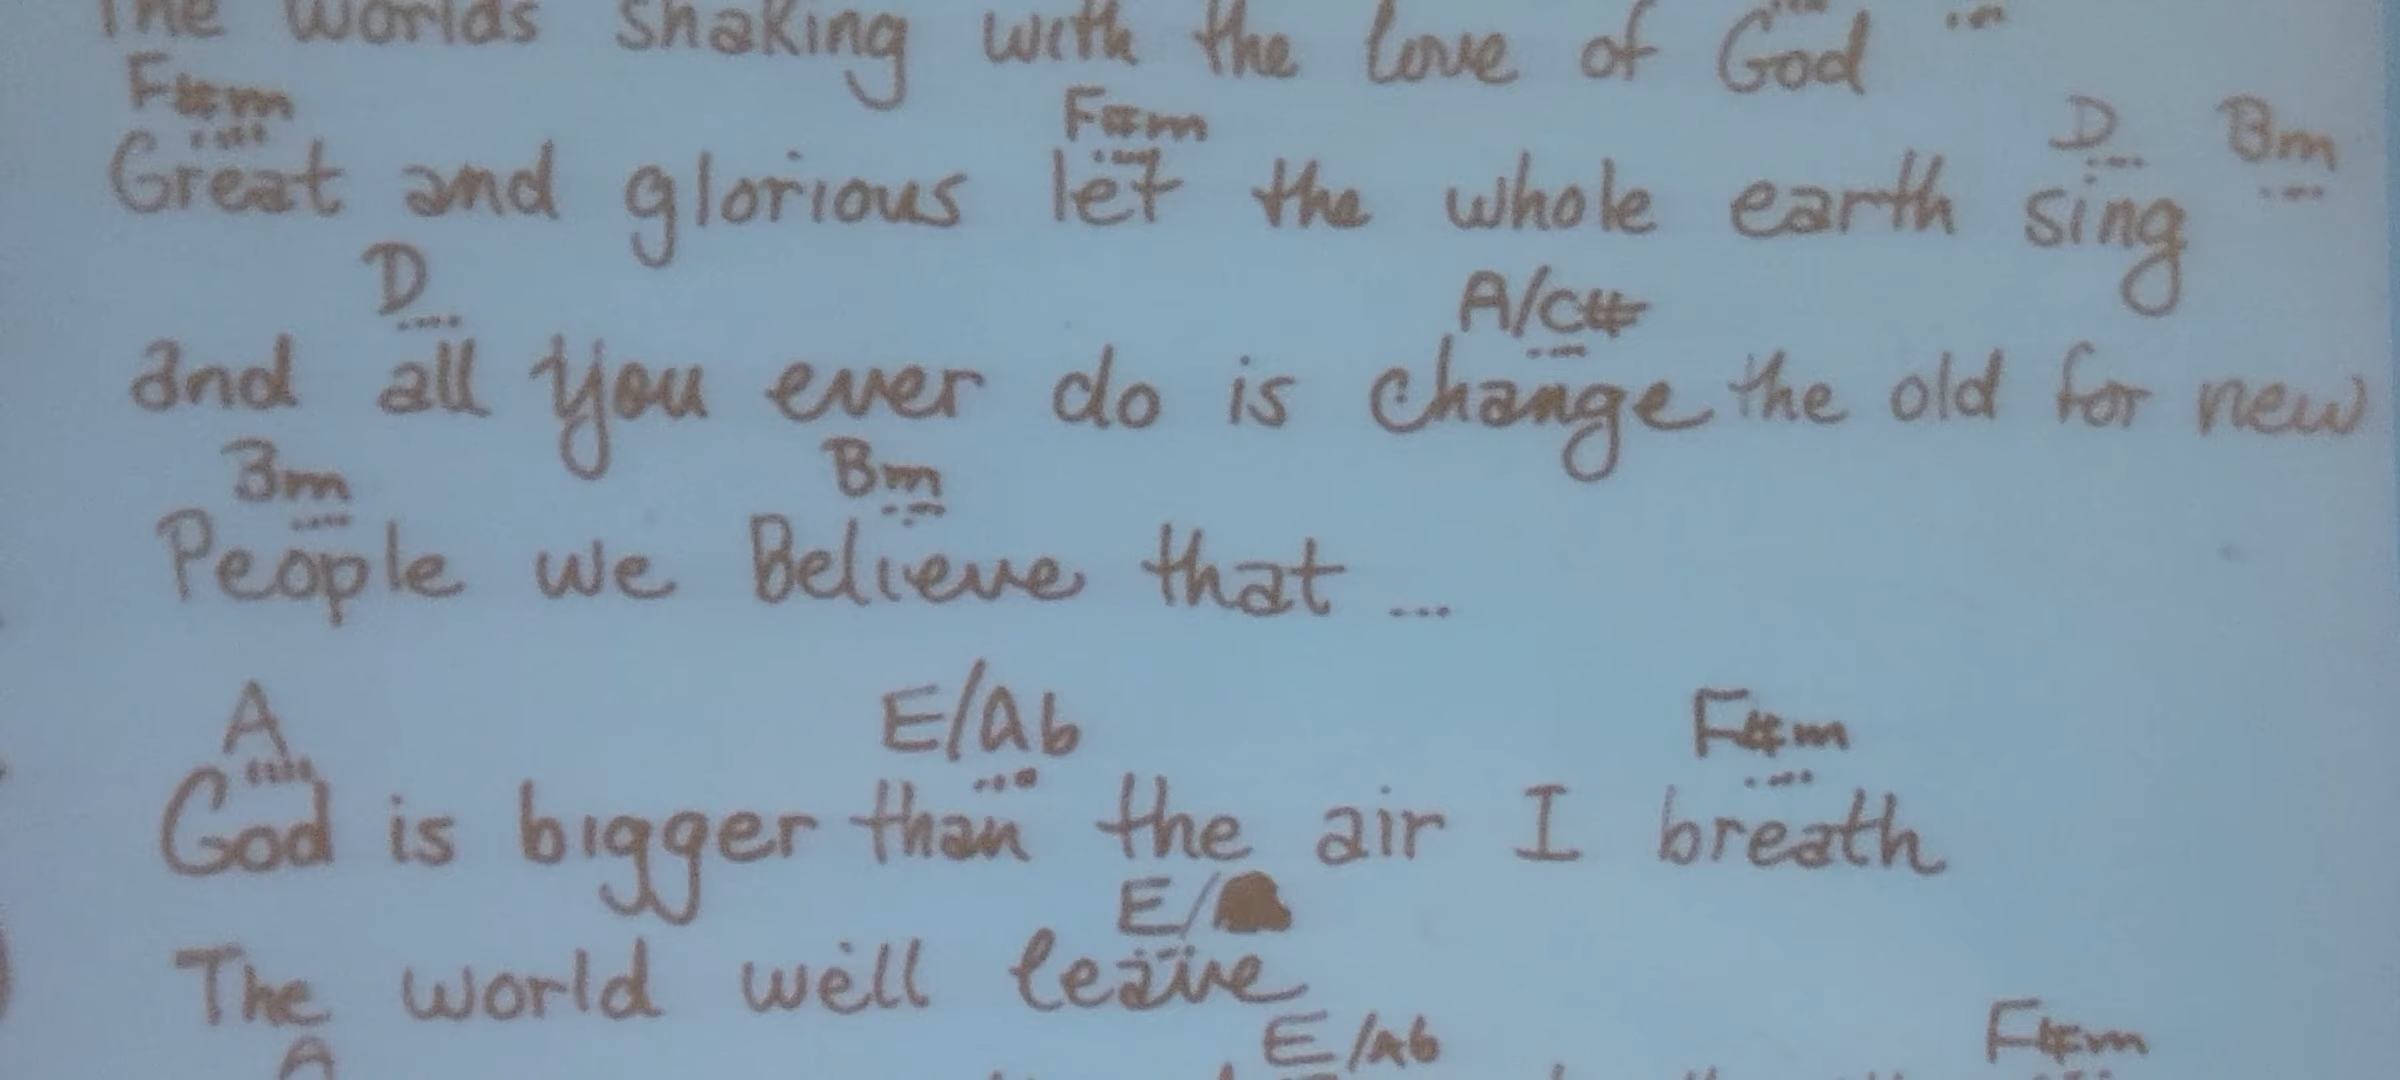 The worlds shaking with the love of God ...
F#m F#m D Bm
Great and glorious let the whole earth sing
D A/C#
and all you ever do is change the old for new
Bm Bm
People we Believe that ...
A E/Ab F#m
God is bigger than the air I breath
E/
The world we'll leave
A E/Ab F#m